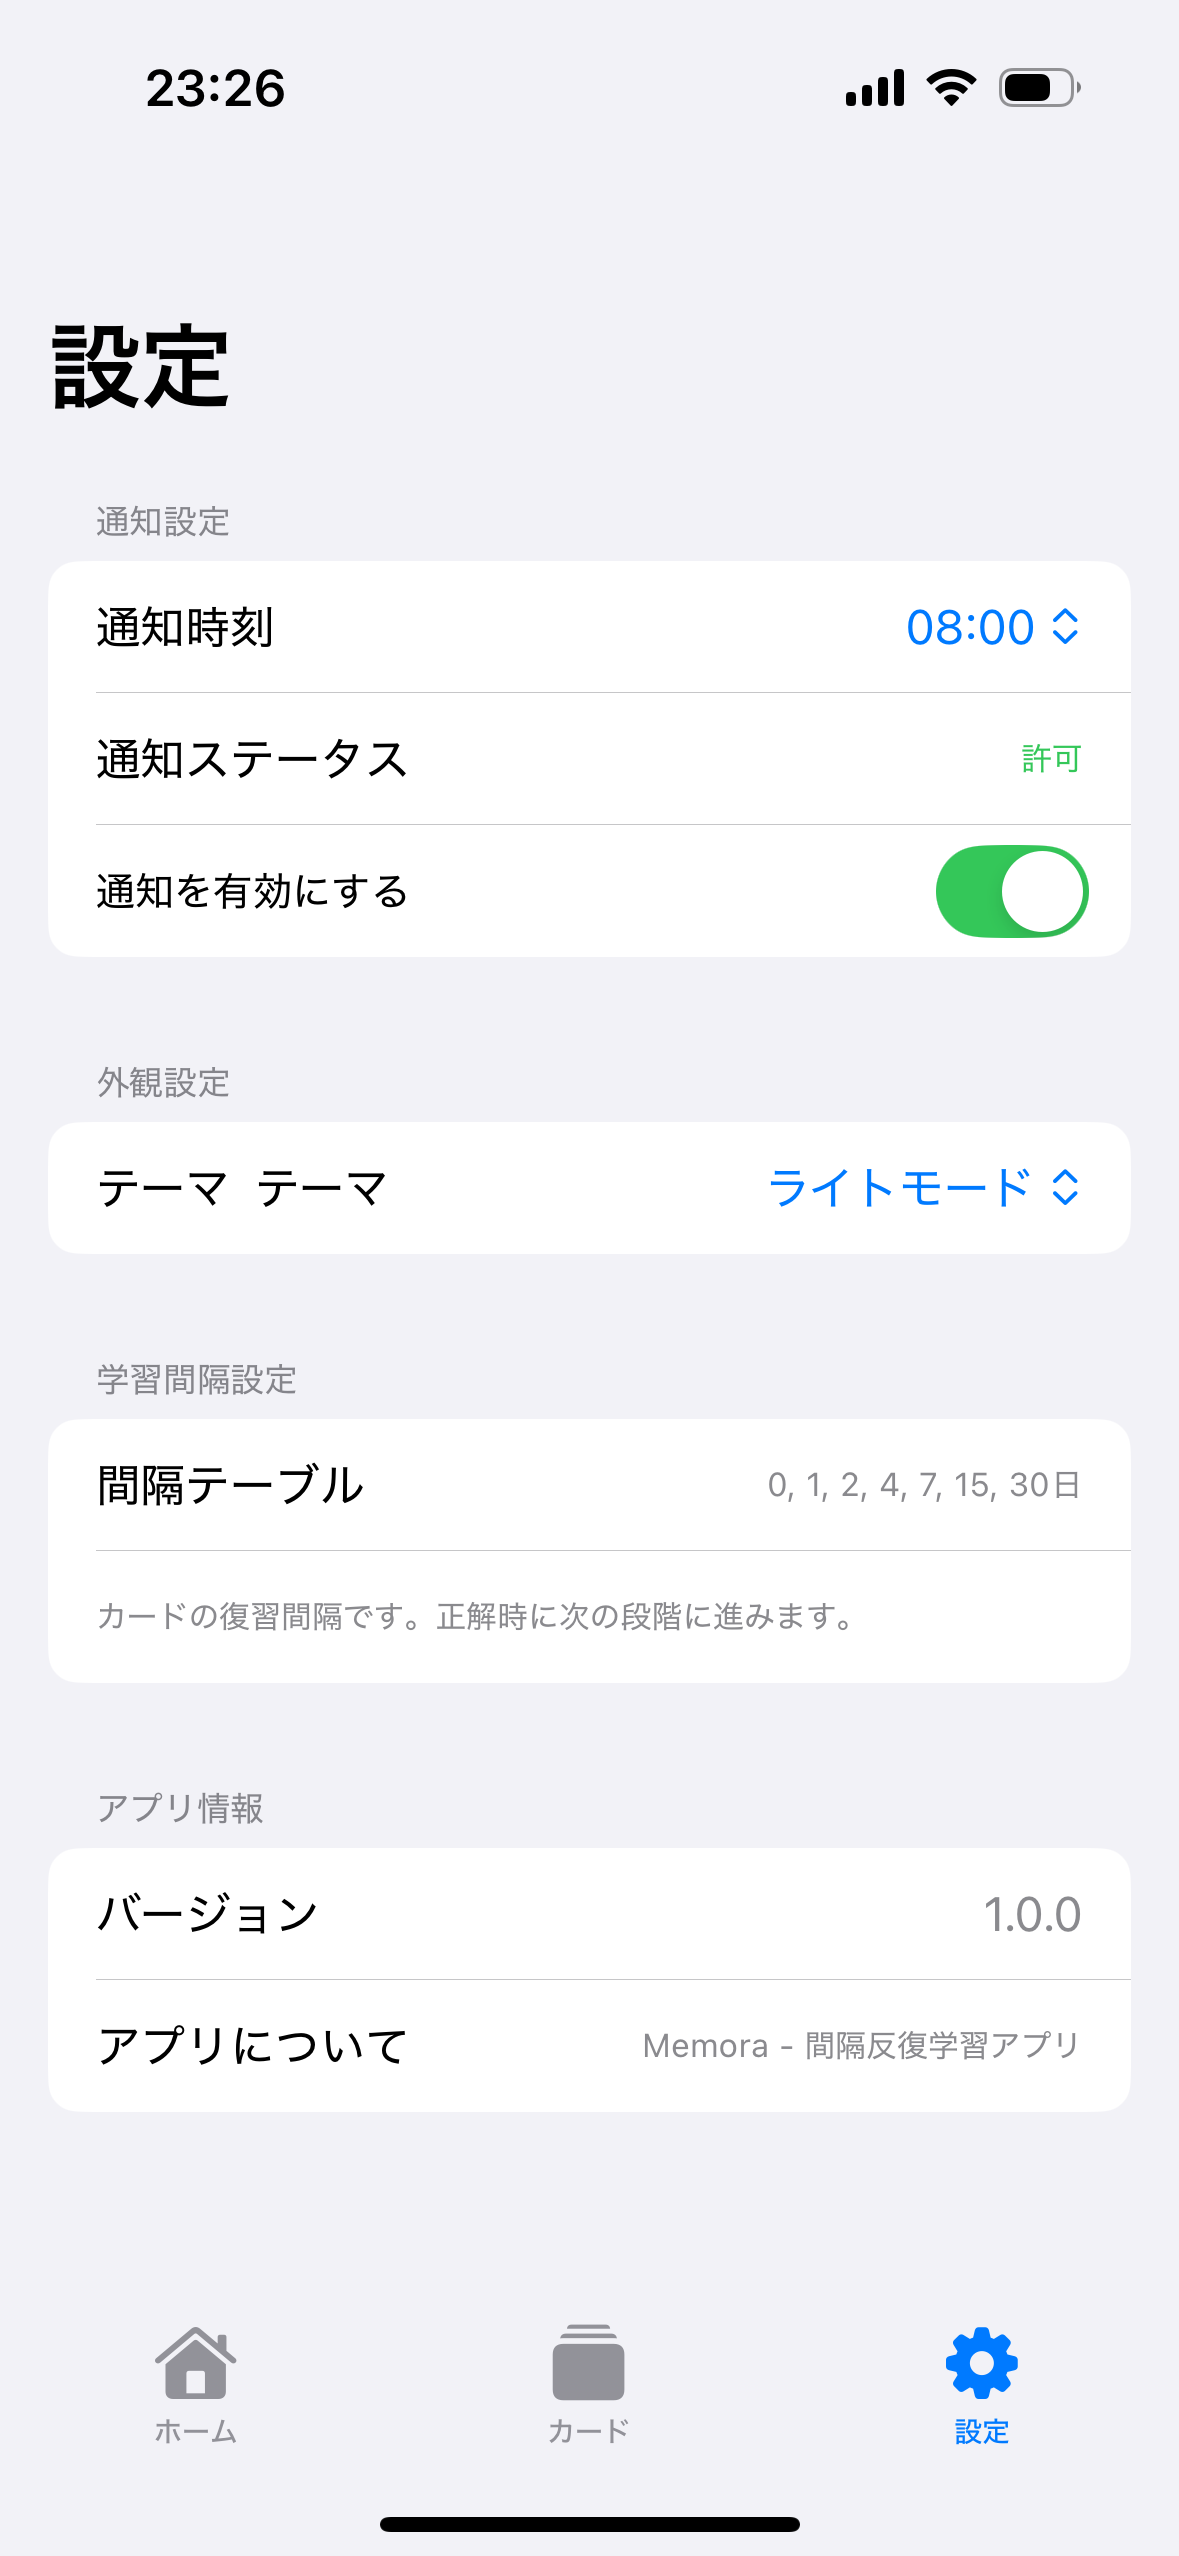 23:26
設定
通知設定
通知時刻 08:00
通知ステータス 許可
通知を有効にする
外観設定
テーマ テーマ ライトモード
学習間隔設定
間隔テーブル 0, 1, 2, 4, 7, 15, 30日
カードの復習間隔です。正解時に次の段階に進みます。
アプリ情報
バージョン 1.0.0
アプリについて Memora - 間隔反復学習アプリ
ホーム カード 設定